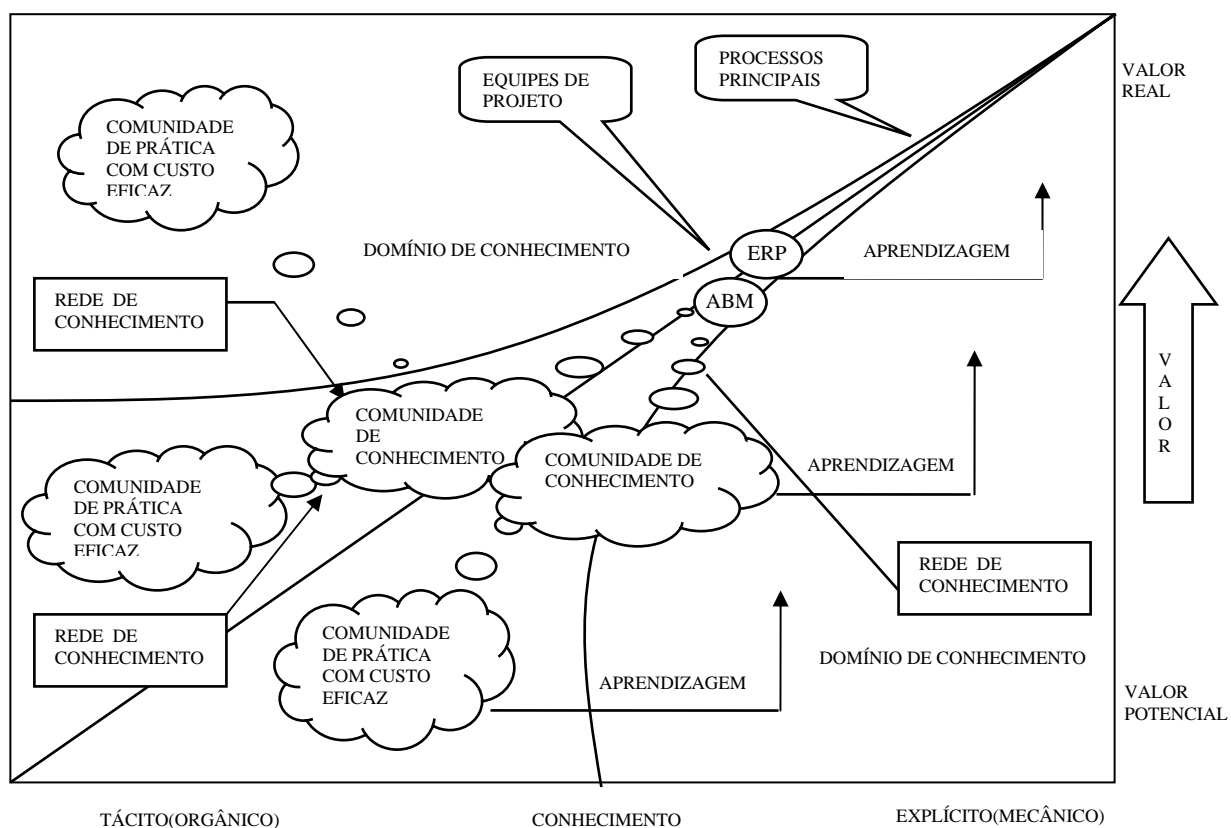 PROCESSOS
PRINCIPAIS
EQUIPES DE
PROJETO
VALOR
REAL
COMUNIDADE
DE PRÁTICA
COM CUSTO
EFICAZ
DOMÍNIO DE CONHECIMENTO
ERP
APRENDIZAGEM
REDE DE
CONHECIMENTO
ABM
VALOR
COMUNIDADE
DE
CONHECIMENTO
COMUNIDADE DE
CONHECIMENTO
APRENDIZAGEM
COMUNIDADE
DE PRÁTICA
COM CUSTO
EFICAZ
REDE DE
CONHECIMENTO
REDE DE
CONHECIMENTO
COMUNIDADE
DE PRÁTICA
COM CUSTO
EFICAZ
DOMÍNIO DE CONHECIMENTO
APRENDIZAGEM
VALOR
POTENCIAL
TÁCITO(ORGÂNICO)
CONHECIMENTO
EXPLÍCITO(MECÂNICO)